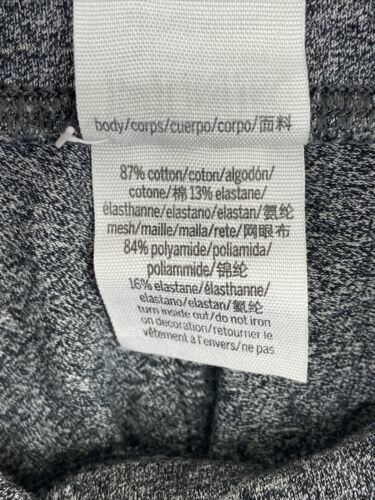 body/corps/cuerpo/corpo/面料
87% cotton/coton/algodón/
cotone/棉 13% elastane/
élasthanne/elastano/elastan/氨纶
mesh/maille/malla/rete/网眼布
84% polyamide/poliamida/
poliammide/锦纶
16% elastane/élasthanne/
elastano/elastan/氨纶
turn inside out/do not iron
on decoration/retourner le
vêtement à l'envers/ne pas